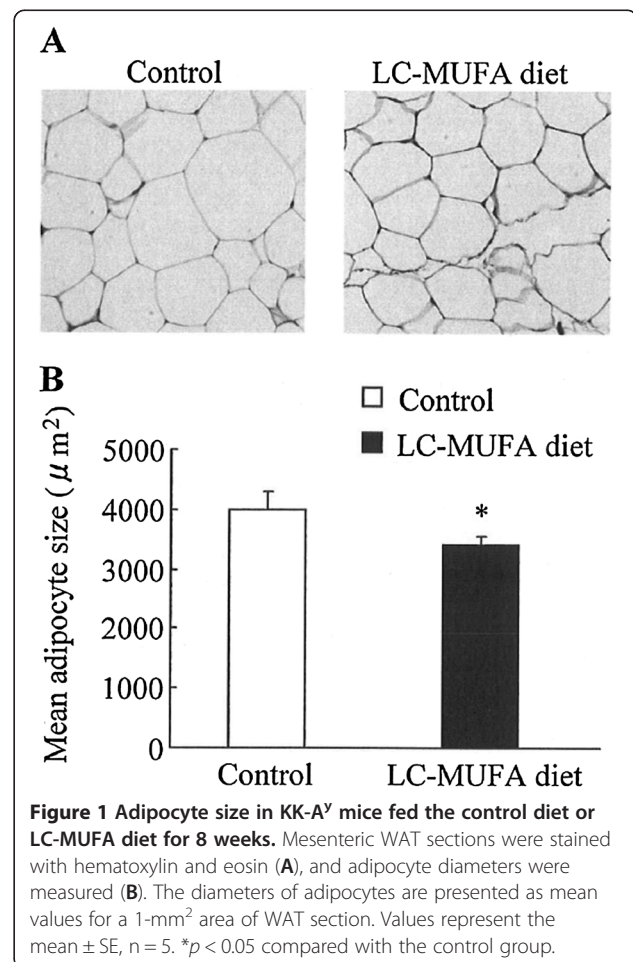 A
Control
LC-MUFA diet
B
Control
LC-MUFA diet
Mean adipocyte size (μm²)
5000
4000
3000
2000
1000
0
*
Control
LC-MUFA diet
Figure 1 Adipocyte size in KK-Aʸ mice fed the control diet or
LC-MUFA diet for 8 weeks. Mesenteric WAT sections were stained
with hematoxylin and eosin (A), and adipocyte diameters were
measured (B). The diameters of adipocytes are presented as mean
values for a 1-mm² area of WAT section. Values represent the
mean ± SE, n = 5. *p < 0.05 compared with the control group.